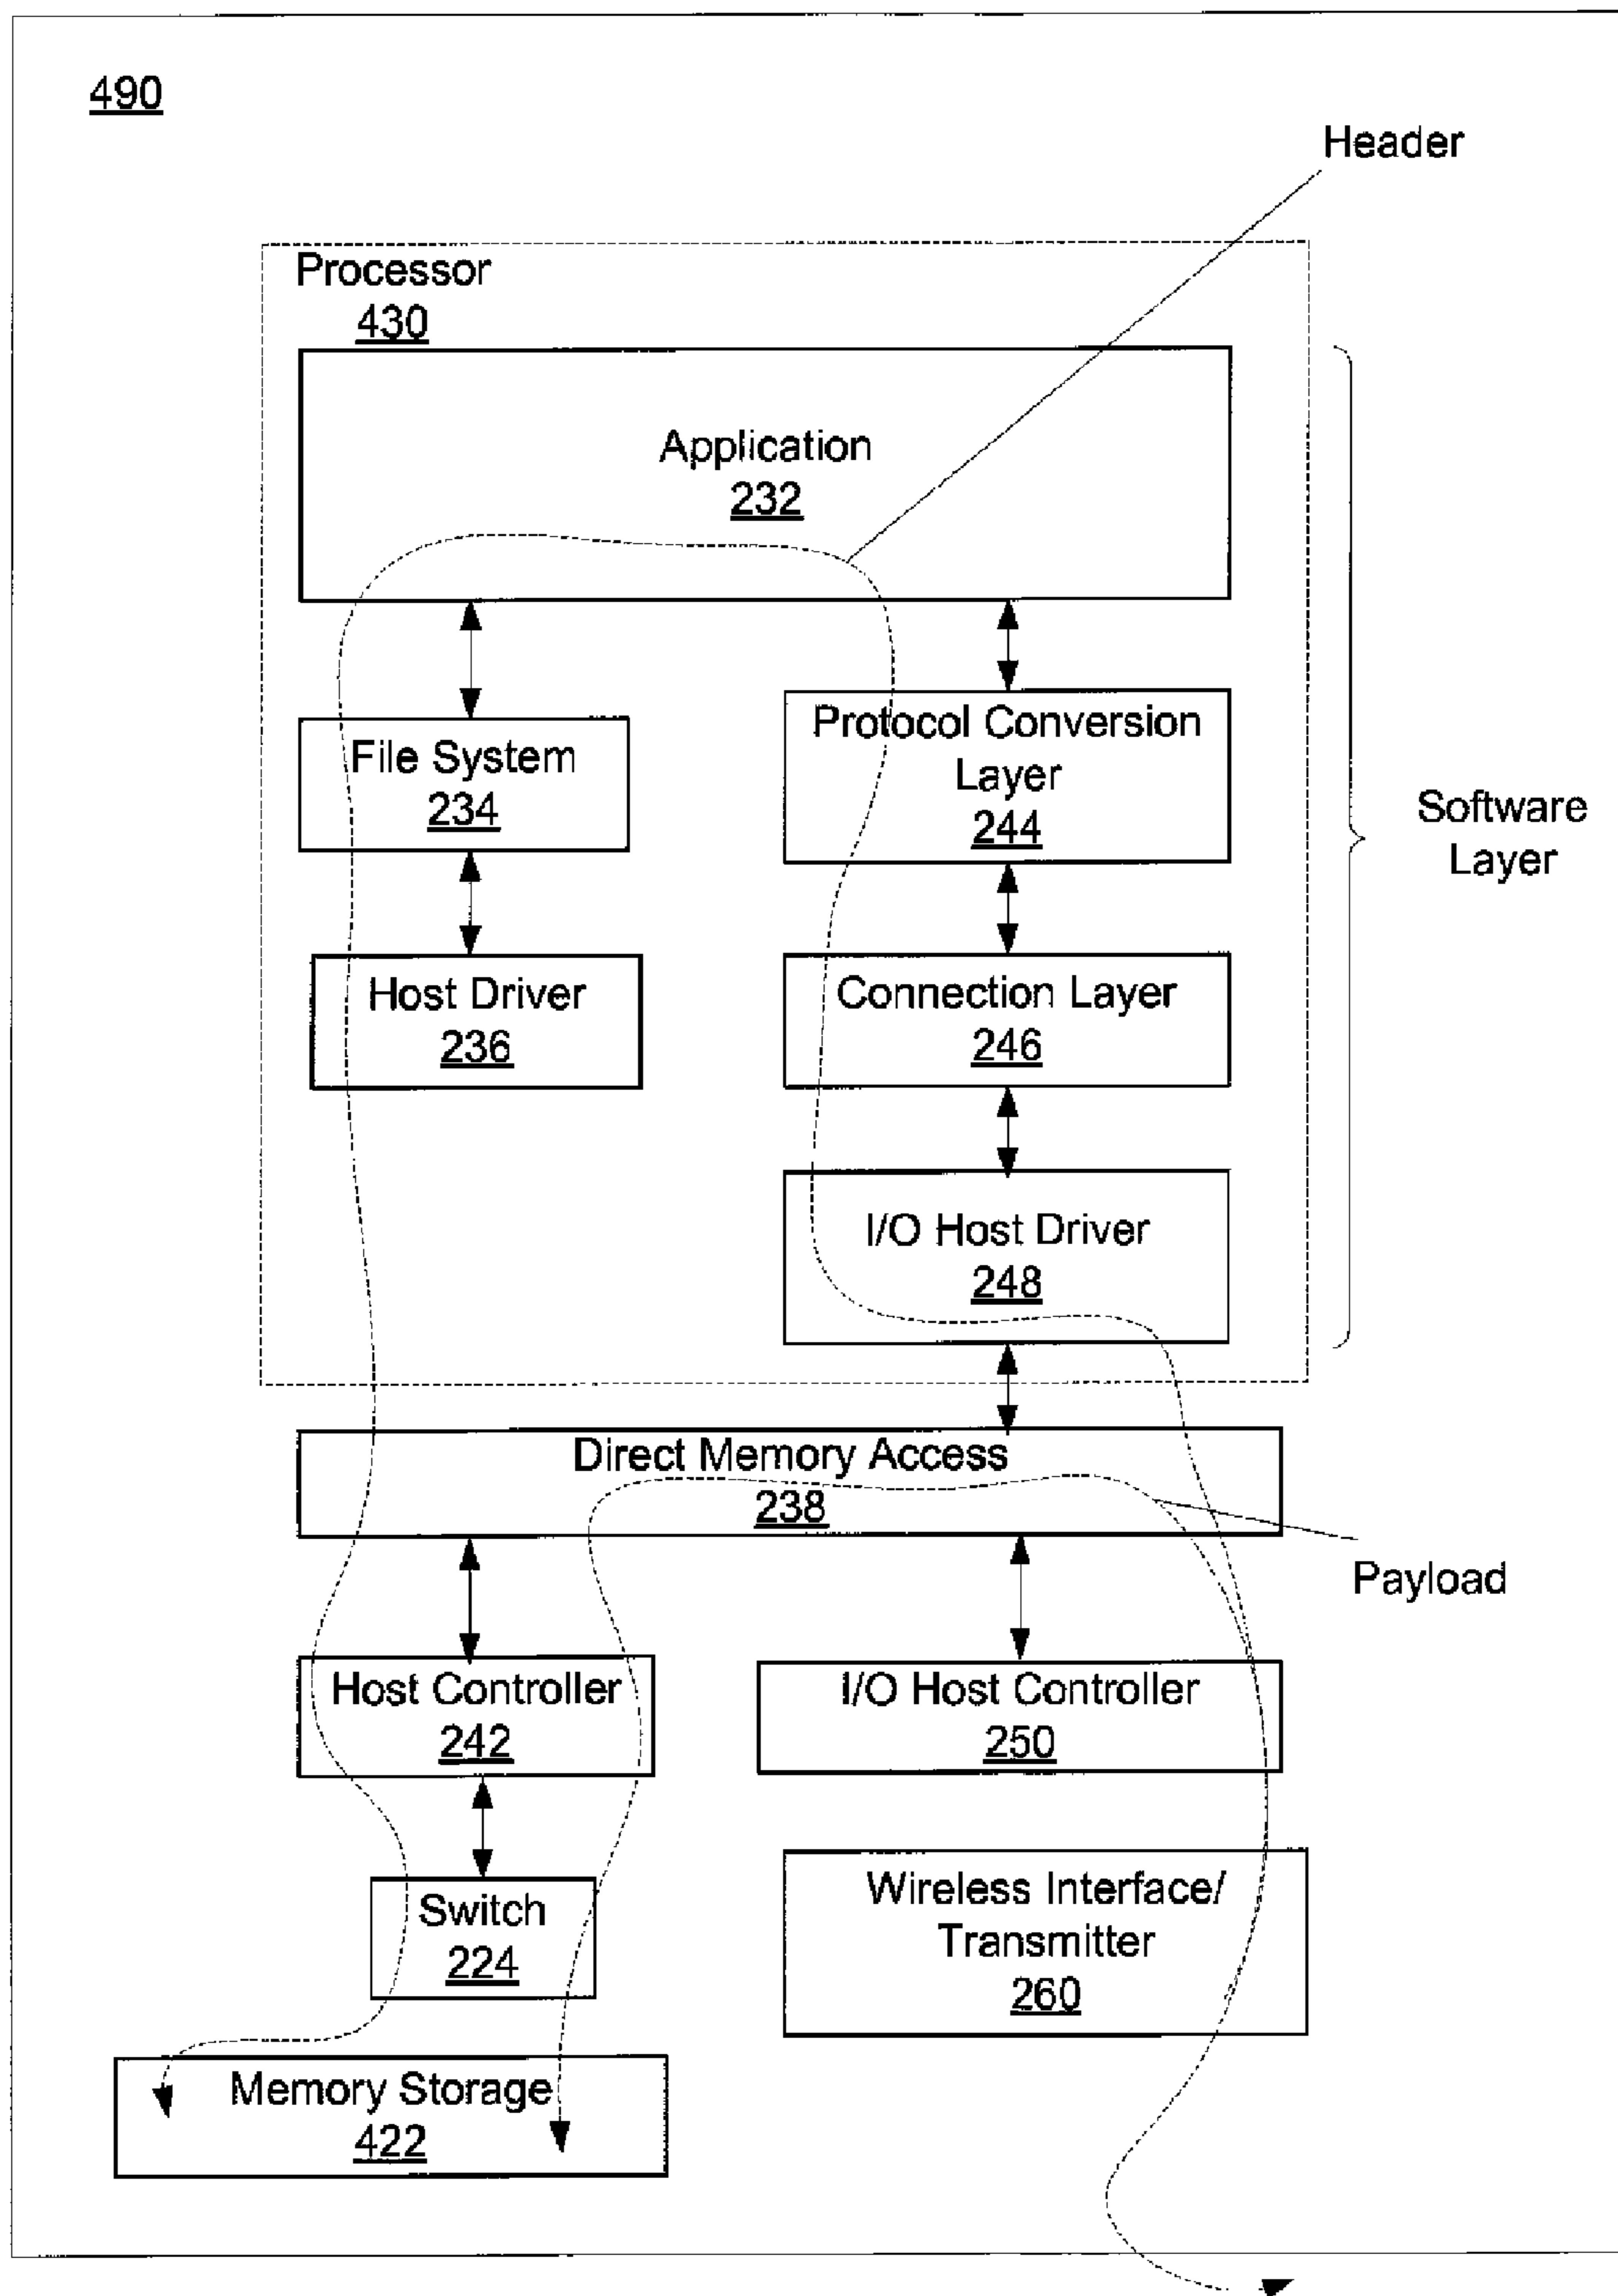 490
Header
Processor
430
Application
232
File System
234
Protocol Conversion
Layer
244
Software
Layer
Host Driver
236
Connection Layer
246
I/O Host Driver
248
Direct Memory Access
238
Payload
Host Controller
242
I/O Host Controller
250
Switch
224
Wireless Interface/
Transmitter
260
Memory Storage
422